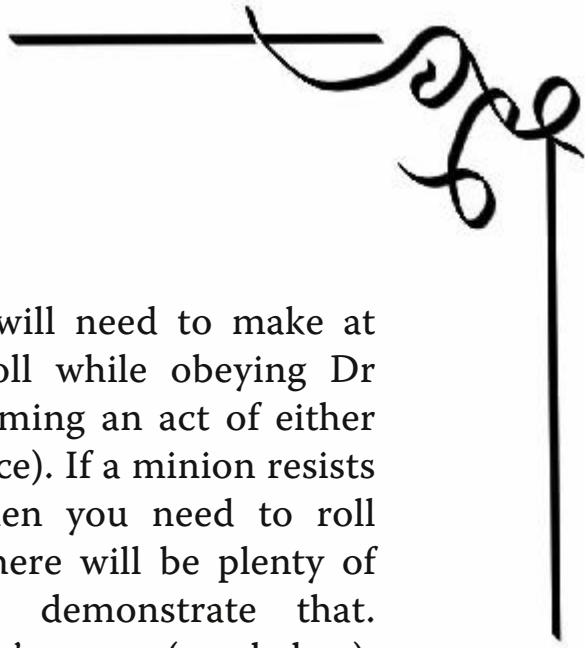 will need to make at
oll while obeying Dr
ming an act of either
ce). If a minion resists
en you need to roll
here will be plenty of
demonstrate that.